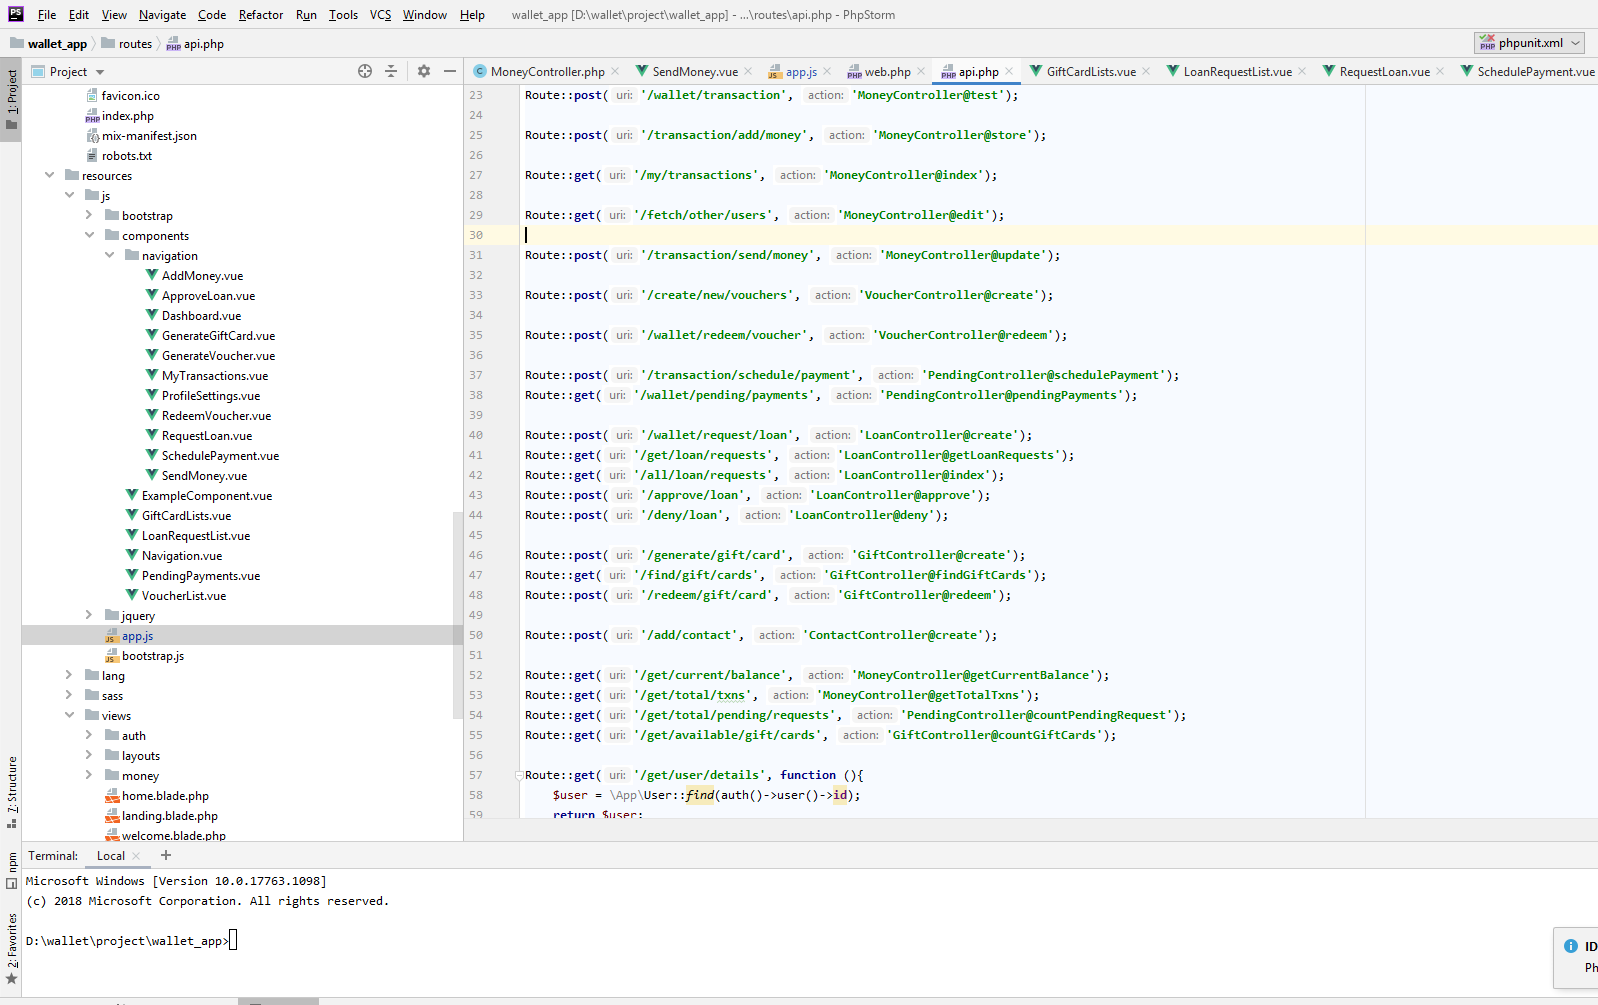 File Edit View Navigate Code Refactor Run Tools VCS Window Help wallet_app [D:\wallet\project\wallet_app] - ...\routes\api.php - PhpStorm
wallet_app routes api.php phpunit.xml
Project MoneyController.php SendMoney.vue app.js web.php api.php GiftCardLists.vue LoanRequestList.vue RequestLoan.vue SchedulePayment.vue
1: Project
7: Structure
npm
2: Favorites
favicon.ico
index.php
mix-manifest.json
robots.txt
resources
js
bootstrap
components
navigation
AddMoney.vue
ApproveLoan.vue
Dashboard.vue
GenerateGiftCard.vue
GenerateVoucher.vue
MyTransactions.vue
ProfileSettings.vue
RedeemVoucher.vue
RequestLoan.vue
SchedulePayment.vue
SendMoney.vue
ExampleComponent.vue
GiftCardLists.vue
LoanRequestList.vue
Navigation.vue
PendingPayments.vue
VoucherList.vue
jquery
app.js
bootstrap.js
lang
sass
views
auth
layouts
money
home.blade.php
landing.blade.php
welcome.blade.php
23 Route::post( uri: '/wallet/transaction', action: 'MoneyController@test');
24
25 Route::post( uri: '/transaction/add/money', action: 'MoneyController@store');
26
27 Route::get( uri: '/my/transactions', action: 'MoneyController@index');
28
29 Route::get( uri: '/fetch/other/users', action: 'MoneyController@edit');
30
31 Route::post( uri: '/transaction/send/money', action: 'MoneyController@update');
32
33 Route::post( uri: '/create/new/vouchers', action: 'VoucherController@create');
34
35 Route::post( uri: '/wallet/redeem/voucher', action: 'VoucherController@redeem');
36
37 Route::post( uri: '/transaction/schedule/payment', action: 'PendingController@schedulePayment');
38 Route::get( uri: '/wallet/pending/payments', action: 'PendingController@pendingPayments');
39
40 Route::post( uri: '/wallet/request/loan', action: 'LoanController@create');
41 Route::get( uri: '/get/loan/requests', action: 'LoanController@getLoanRequests');
42 Route::get( uri: '/all/loan/requests', action: 'LoanController@index');
43 Route::post( uri: '/approve/loan', action: 'LoanController@approve');
44 Route::post( uri: '/deny/loan', action: 'LoanController@deny');
45
46 Route::post( uri: '/generate/gift/card', action: 'GiftController@create');
47 Route::get( uri: '/find/gift/cards', action: 'GiftController@findGiftCards');
48 Route::post( uri: '/redeem/gift/card', action: 'GiftController@redeem');
49
50 Route::post( uri: '/add/contact', action: 'ContactController@create');
51
52 Route::get( uri: '/get/current/balance', action: 'MoneyController@getCurrentBalance');
53 Route::get( uri: '/get/total/txns', action: 'MoneyController@getTotalTxns');
54 Route::get( uri: '/get/total/pending/requests', action: 'PendingController@countPendingRequest');
55 Route::get( uri: '/get/available/gift/cards', action: 'GiftController@countGiftCards');
56
57 Route::get( uri: '/get/user/details', function (){
58 $user = \App\User::find(auth()->user()->id);
59 return $user;
Terminal: Local +
Microsoft Windows [Version 10.0.17763.1098]
(c) 2018 Microsoft Corporation. All rights reserved.
D:\wallet\project\wallet_app>
ID
Ph